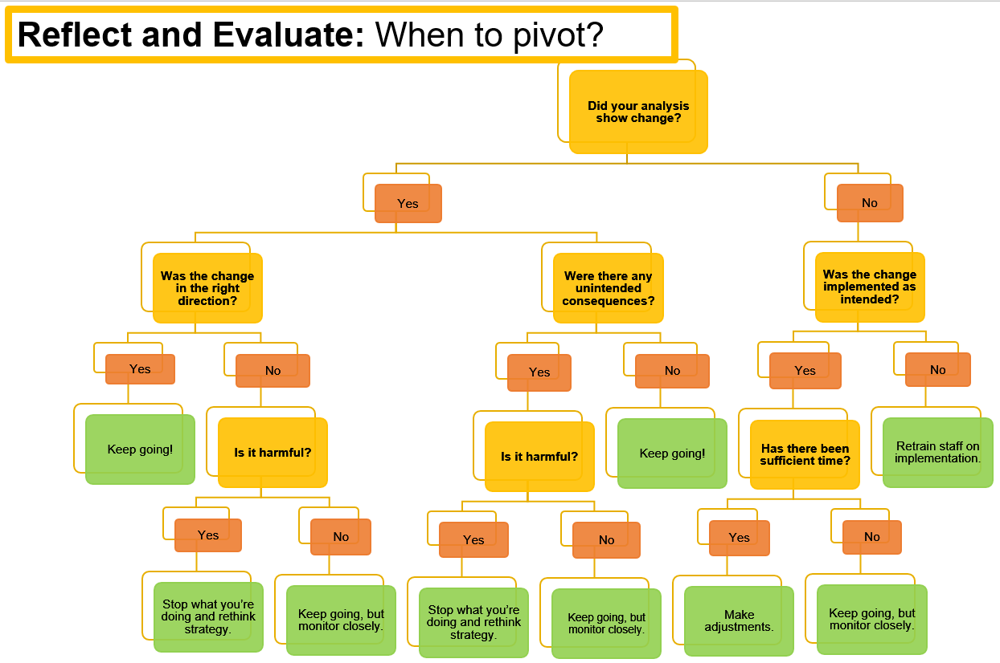 Reflect and Evaluate: When to pivot?
Did your analysis
show change?
Yes
No
Was the change
in the right
direction?
Were there any
unintended
consequences?
Was the change
implemented as
intended?
Yes
No
Yes
No
Yes
No
Keep going!
Is it harmful?
Is it harmful?
Keep going!
Has there been
sufficient time?
Retrain staff on
implementation.
Yes
No
Yes
No
Yes
No
Stop what you’re
doing and rethink
strategy.
Keep going, but
monitor closely.
Stop what you’re
doing and rethink
strategy.
Keep going, but
monitor closely.
Make
adjustments.
Keep going, but
monitor closely.